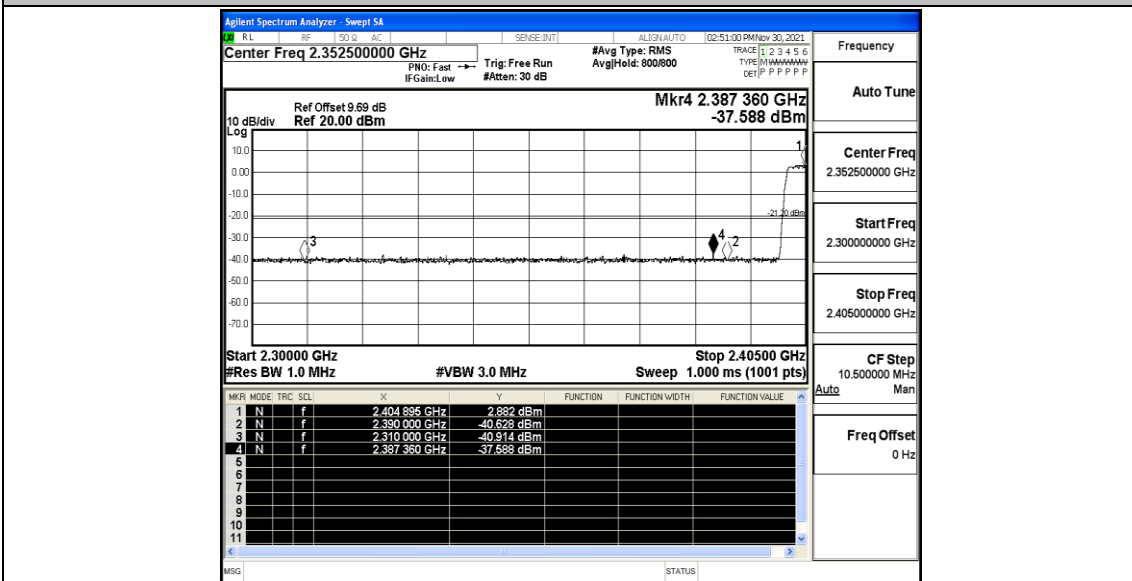 Agilent Spectrum Analyzer - Swept SA
RL RF 50 Ω AC SENSE:INT ALIGN AUTO 02:51:00 PM Nov 30, 2021
Center Freq 2.352500000 GHz
PNO: Fast
IFGain:Low
Trig: Free Run
#Atten: 30 dB
#Avg Type: RMS
Avg|Hold: 800/800
TRACE 1 2 3 4 5 6
TYPE M W W W W W
DET P P P P P P
Frequency
Auto Tune
Center Freq
2.352500000 GHz
Start Freq
2.300000000 GHz
Stop Freq
2.405000000 GHz
CF Step
10.500000 MHz
Auto Man
Freq Offset
0 Hz
Ref Offset 9.69 dB
10 dB/div Ref 20.00 dBm
Log
Mkr4 2.387 360 GHz
-37.588 dBm
10.0
0.00
-10.0
-20.0
-30.0
-40.0
-50.0
-60.0
-70.0
1
-21.20 dBm
3
4
2
Start 2.30000 GHz Stop 2.40500 GHz
#Res BW 1.0 MHz #VBW 3.0 MHz Sweep 1.000 ms (1001 pts)
MKR MODE TRC SCL X Y FUNCTION FUNCTION WIDTH FUNCTION VALUE
1 N f 2.404 895 GHz 2.882 dBm
2 N f 2.390 000 GHz -40.628 dBm
3 N f 2.310 000 GHz -40.914 dBm
4 N f 2.387 360 GHz -37.588 dBm
5
6
7
8
9
10
11
MSG STATUS